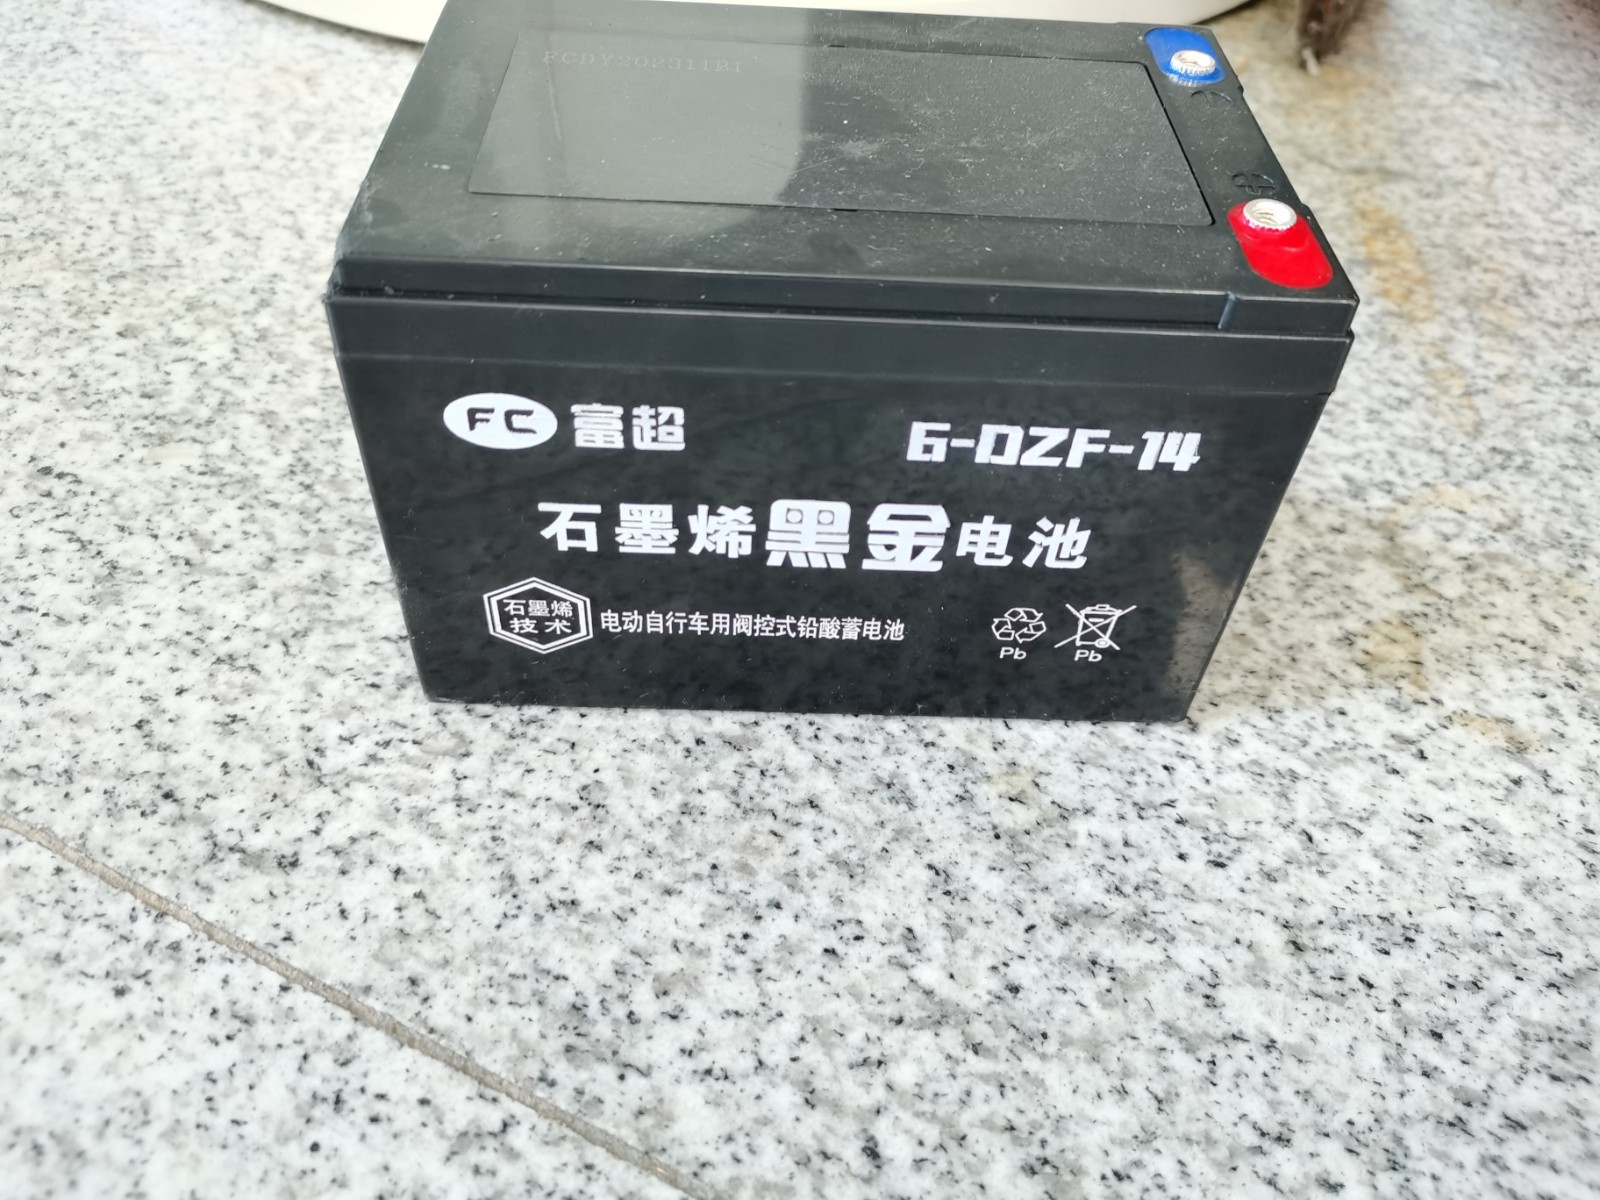 FCDY202311B1
FC 富超
6-DZF-14
石墨烯黑金电池
石墨烯
技术
电动自行车用阀控式铅酸蓄电池
Pb
Pb